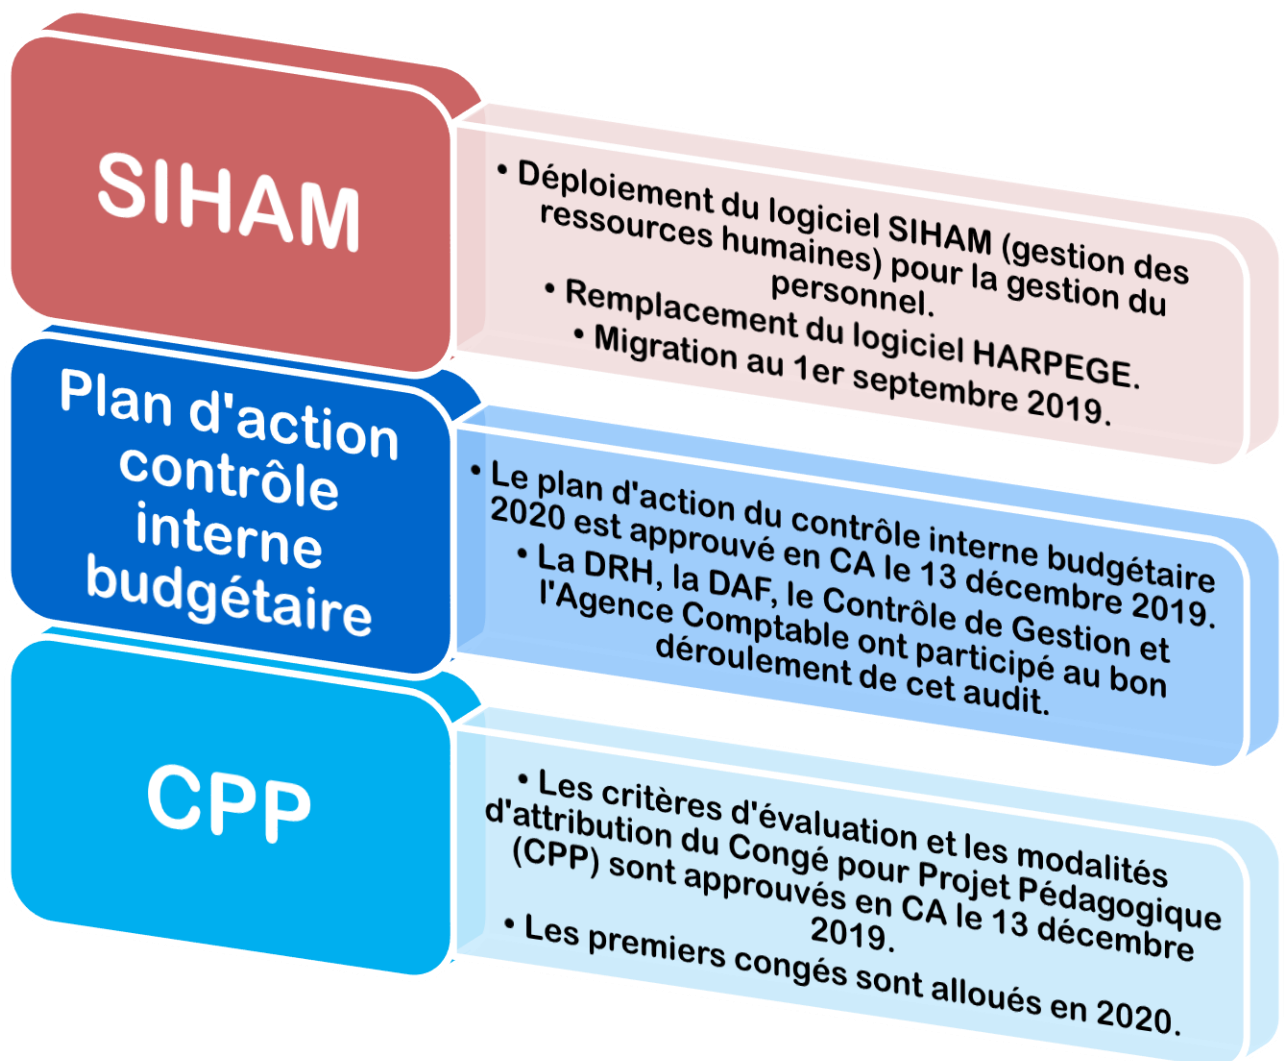 SIHAM
• Déploiement du logiciel SIHAM (gestion des
ressources humaines) pour la gestion du
personnel.
• Remplacement du logiciel HARPEGE.
• Migration au 1er septembre 2019.
Plan d'action
contrôle
interne
budgétaire
• Le plan d'action du contrôle interne budgétaire
2020 est approuvé en CA le 13 décembre 2019.
• La DRH, la DAF, le Contrôle de Gestion et
l'Agence Comptable ont participé au bon
déroulement de cet audit.
CPP
• Les critères d'évaluation et les modalités
d'attribution du Congé pour Projet Pédagogique
(CPP) sont approuvés en CA le 13 décembre
2019.
• Les premiers congés sont alloués en 2020.